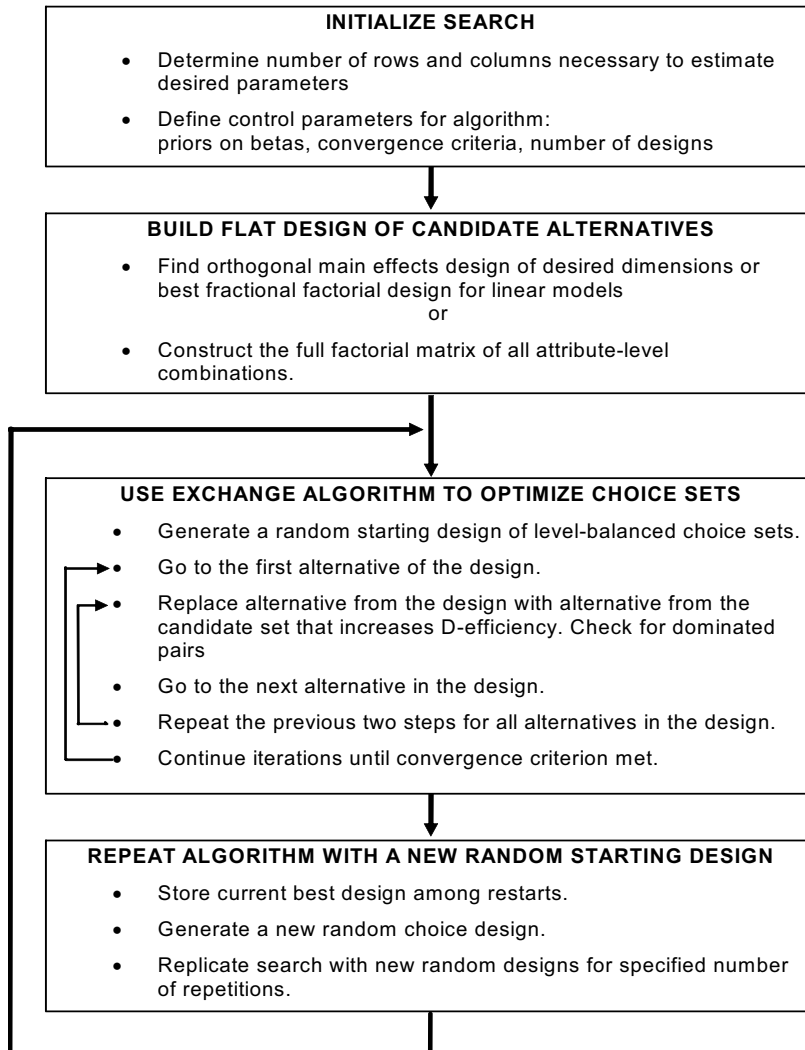 INITIALIZE SEARCH
• Determine number of rows and columns necessary to estimate
desired parameters
• Define control parameters for algorithm:
priors on betas, convergence criteria, number of designs
BUILD FLAT DESIGN OF CANDIDATE ALTERNATIVES
• Find orthogonal main effects design of desired dimensions or
best fractional factorial design for linear models
or
• Construct the full factorial matrix of all attribute-level
combinations.
USE EXCHANGE ALGORITHM TO OPTIMIZE CHOICE SETS
• Generate a random starting design of level-balanced choice sets.
• Go to the first alternative of the design.
• Replace alternative from the design with alternative from the
candidate set that increases D-efficiency. Check for dominated
pairs
• Go to the next alternative in the design.
• Repeat the previous two steps for all alternatives in the design.
• Continue iterations until convergence criterion met.
REPEAT ALGORITHM WITH A NEW RANDOM STARTING DESIGN
• Store current best design among restarts.
• Generate a new random choice design.
• Replicate search with new random designs for specified number
of repetitions.